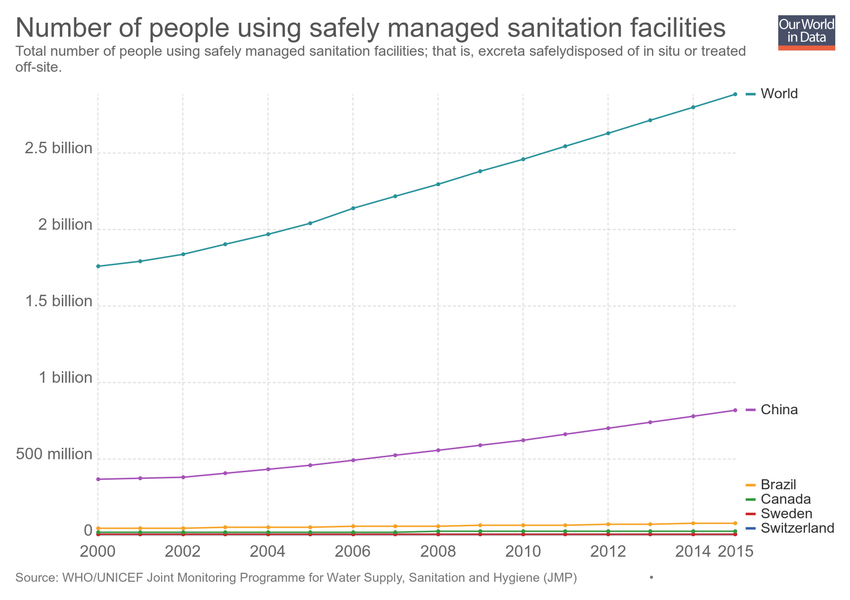 Number of people using safely managed sanitation facilities
Our World
in Data
Total number of people using safely managed sanitation facilities; that is, excreta safelydisposed of in situ or treated
off-site.
World
2.5 billion
2 billion
1.5 billion
1 billion
China
500 million
Brazil
Canada
Sweden
Switzerland
0
2000 2002 2004 2006 2008 2010 2012 2014 2015
Source: WHO/UNICEF Joint Monitoring Programme for Water Supply, Sanitation and Hygiene (JMP) •